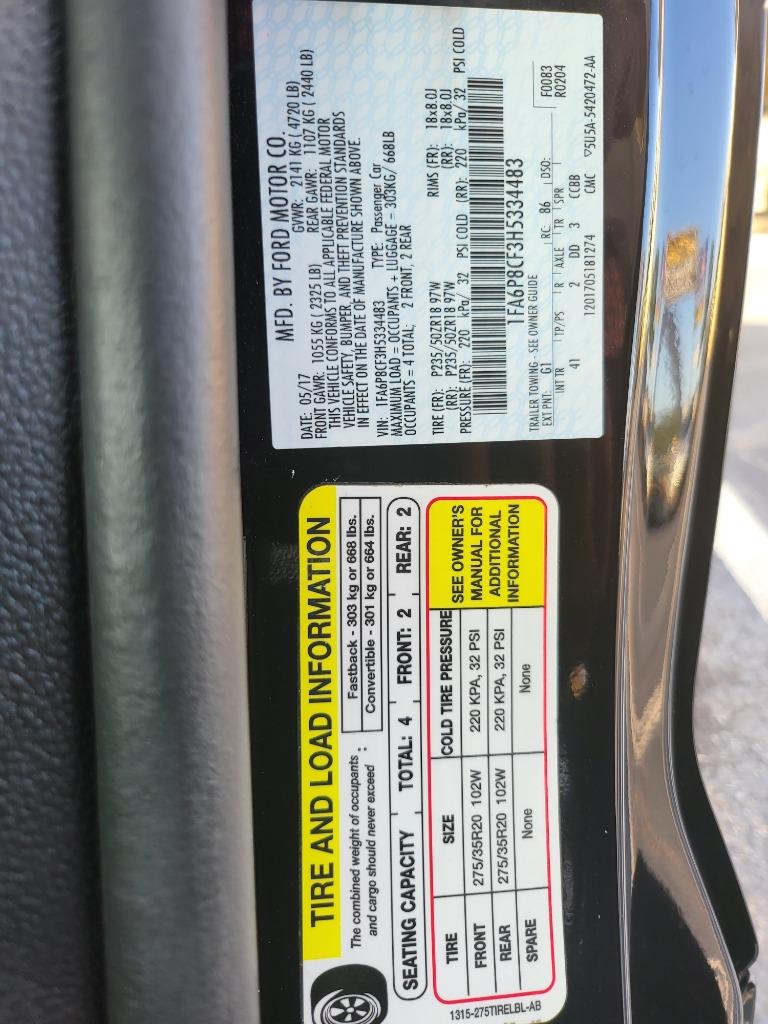 MFD. BY FORD MOTOR CO.
DATE: 05/17 GVWR: 2141 KG ( 4720 LB)
FRONT GAWR: 1055 KG ( 2325 LB) REAR GAWR: 1107 KG ( 2440 LB)
THIS VEHICLE CONFORMS TO ALL APPLICABLE FEDERAL MOTOR
VEHICLE SAFETY, BUMPER, AND THEFT PREVENTION STANDARDS
IN EFFECT ON THE DATE OF MANUFACTURE SHOWN ABOVE.
VIN: 1FA6P8CF3H5334483 TYPE: Passenger Car
MAXIMUM LOAD = OCCUPANTS + LUGGAGE = 303KG/ 668LB
OCCUPANTS = 4 TOTAL; 2 FRONT, 2 REAR
TIRE (FR): P235/50ZR18 97W RIMS (FR): 18x8.0J
(RR): P235/50ZR18 97W (RR): 18x8.0J
PRESSURE (FR): 220 kPa/ 32 PSI COLD (RR): 220 kPa/ 32 PSI COLD
1FA6P8CF3H5334483
TRAILER TOWING - SEE OWNER GUIDE
F0083
R0204
EXT PNT: G1 RC: 86 DSO:
INT TR TP/PS R AXLE TR SPR
41 2 DD 3 CCBB
1201705181274 CMC ▽5U5A-5420472-AA
TIRE AND LOAD INFORMATION
The combined weight of occupants
and cargo should never exceed :
Fastback - 303 kg or 668 lbs.
Convertible - 301 kg or 664 lbs.
SEATING CAPACITY TOTAL: 4 FRONT: 2 REAR: 2
TIRE SIZE COLD TIRE PRESSURE
FRONT 275/35R20 102W 220 KPA, 32 PSI
REAR 275/35R20 102W 220 KPA, 32 PSI
SPARE None None
SEE OWNER'S
MANUAL FOR
ADDITIONAL
INFORMATION
1315-275TIRELBL-AB